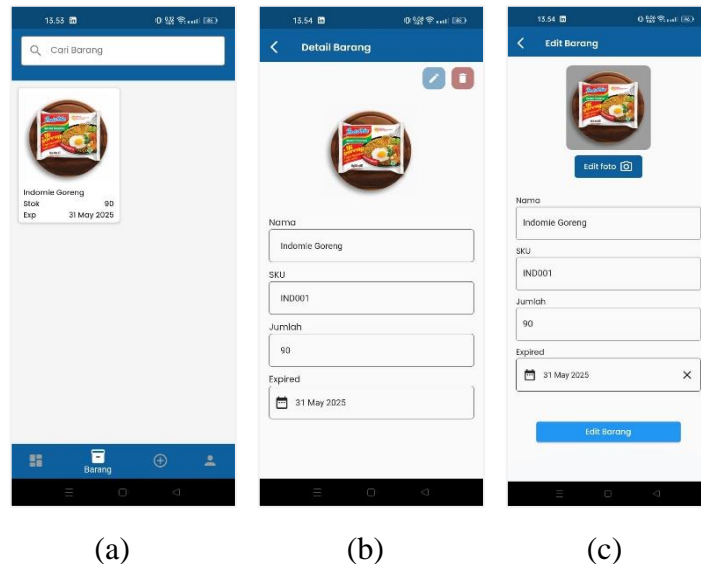 13.53
Cari Barang
Indomie Goreng
Stok 90
Exp 31 May 2025
Barang
(a)
13.54
Detail Barang
Nama
Indomie Goreng
SKU
IND001
Jumlah
90
Expired
31 May 2025
(b)
13.54
Edit Barang
Edit foto
Nama
Indomie Goreng
SKU
IND001
Jumlah
90
Expired
31 May 2025
Edit Barang
(c)